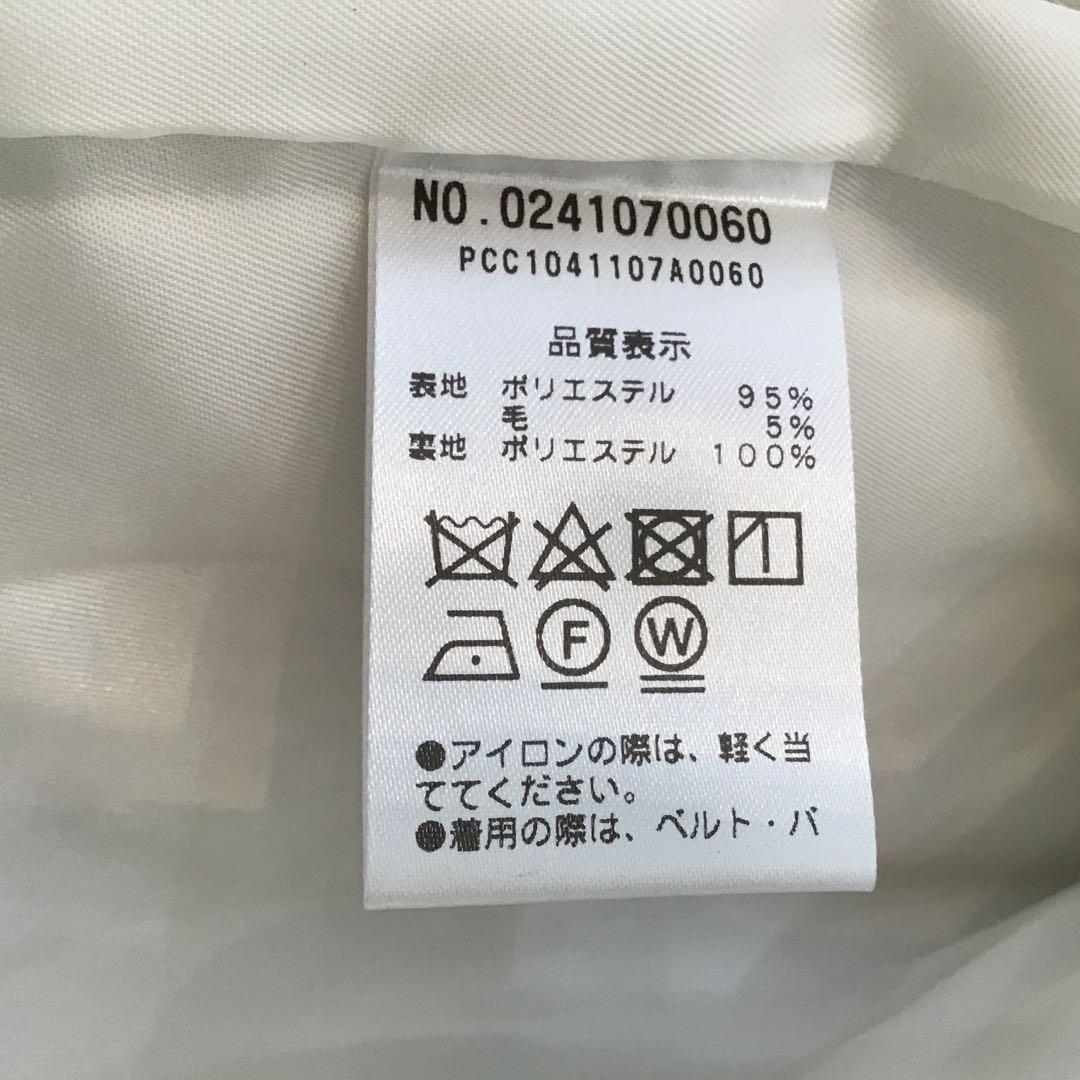 NO.0241070060
PCC1041107A0060
品質表示
表地 ポリエステル 95%
毛 5%
裏地 ポリエステル 100%
F W
●アイロンの際は、軽く当
ててください。
●着用の際は、ベルト・バ